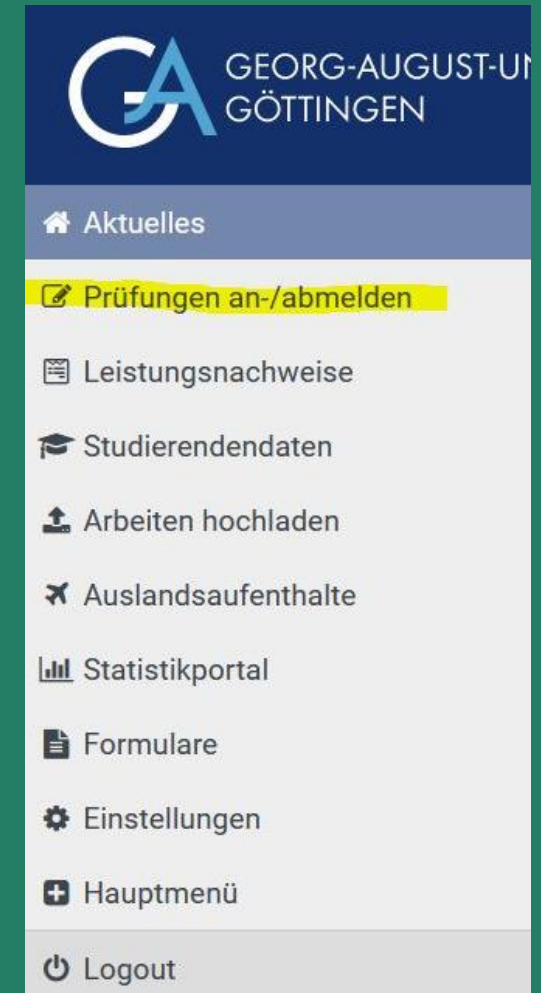 GEORG-AUGUST-UN
GÖTTINGEN
Aktuelles
Prüfungen an-/abmelden
Leistungsnachweise
Studierendendaten
Arbeiten hochladen
Auslandsaufenthalte
Statistikportal
Formulare
Einstellungen
Hauptmenü
Logout